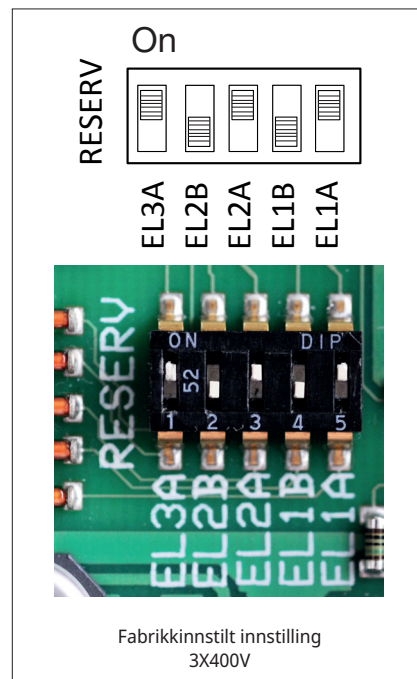 On
RESERV
EL3A
EL2B
EL2A
EL1B
EL1A
ON DIP
52
1 2 3 4 5
RESERV
EL3A
EL2B
EL2A
EL1B
EL1A
Fabrikkinnstilt innstilling
3X400V